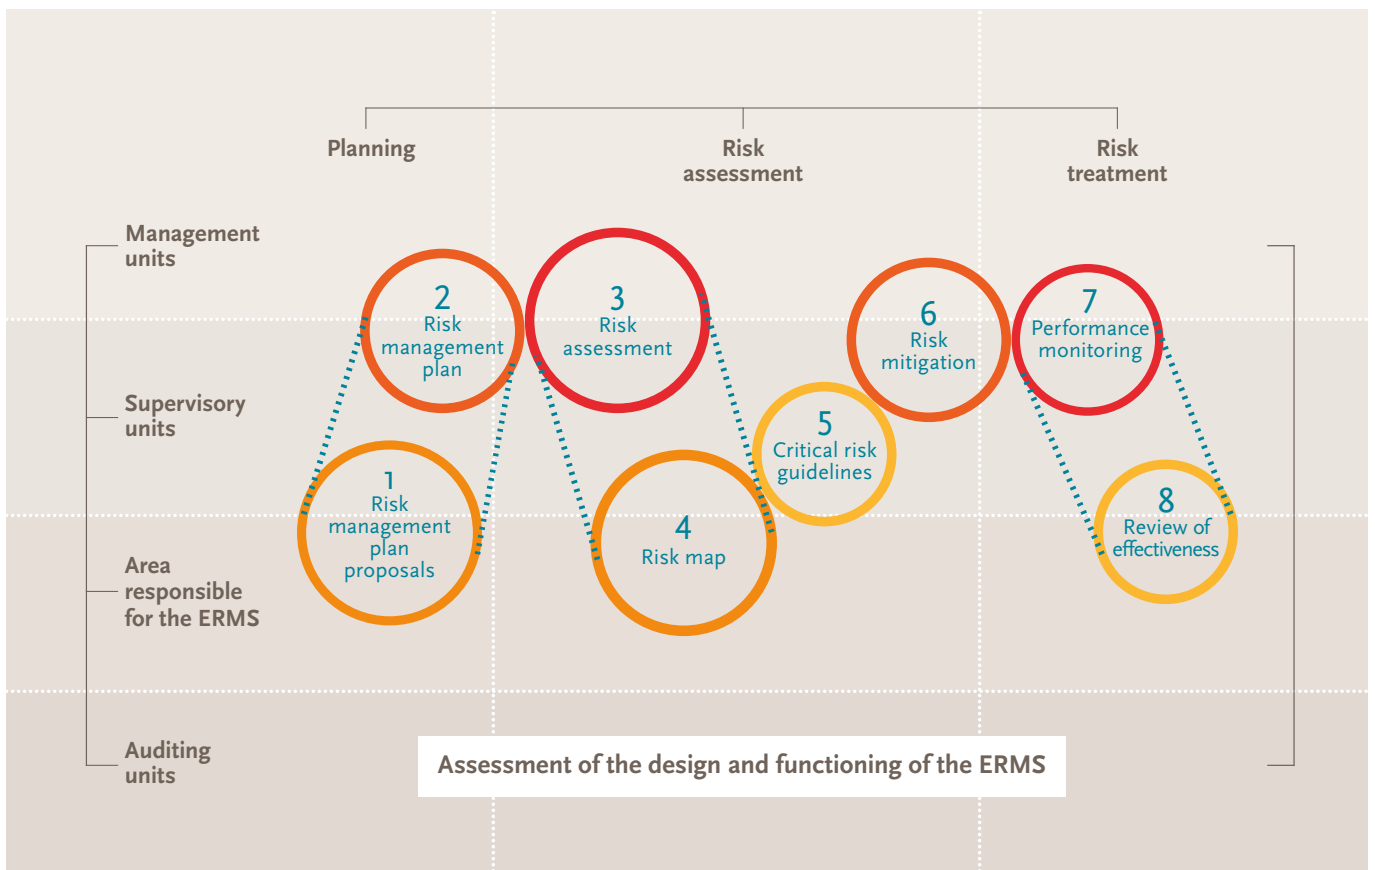 Planning
Risk
assessment
Risk
treatment
Management
units
Supervisory
units
Area
responsible
for the ERMS
Auditing
units
1
Risk
management
plan
proposals
2
Risk
management
plan
3
Risk
assessment
4
Risk map
5
Critical risk
guidelines
6
Risk
mitigation
7
Performance
monitoring
8
Review of
effectiveness
Assessment of the design and functioning of the ERMS